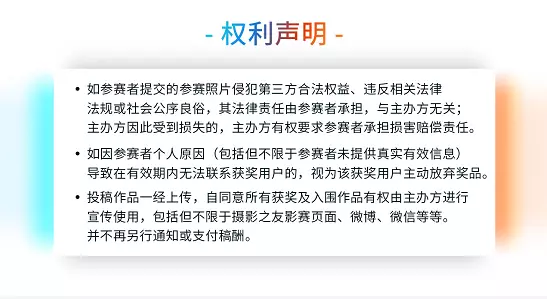 - 权利声明 -
• 如参赛者提交的参赛照片侵犯第三方合法权益、违反相关法律
法规或社会公序良俗，其法律责任由参赛者承担，与主办方无关；
主办方因此受到损失的，主办方有权要求参赛者承担损害赔偿责任。
• 如因参赛者个人原因（包括但不限于参赛者未提供真实有效信息）
导致在有效期内无法联系获奖用户的，视为该获奖用户主动放弃奖品。
• 投稿作品一经上传，自同意所有获奖及入围作品有权由主办方进行
宣传使用，包括但不限于摄影之友影赛页面、微博、微信等等。
并不再另行通知或支付稿酬。